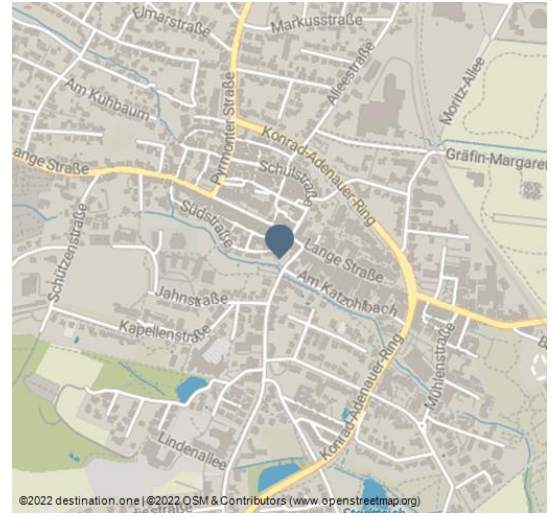 Elmarstraße
Markusstraße
Alleestraße
Moritz-Allee
Am Kuhbaum
Pyrmonter Straße
Konrad-Adenauer-Ring
Gräfin-Margaret
Lange Straße
Schulstraße
Schützenstraße
Südstraße
Lange Straße
Am Katzohlbach
Jahnstraße
Kapellenstraße
Mühlenstraße
Konrad-Adenauer-Ring
Lindenallee
©2022 destination.one | ©2022 OSM & Contributors (www.openstreetmap.org)